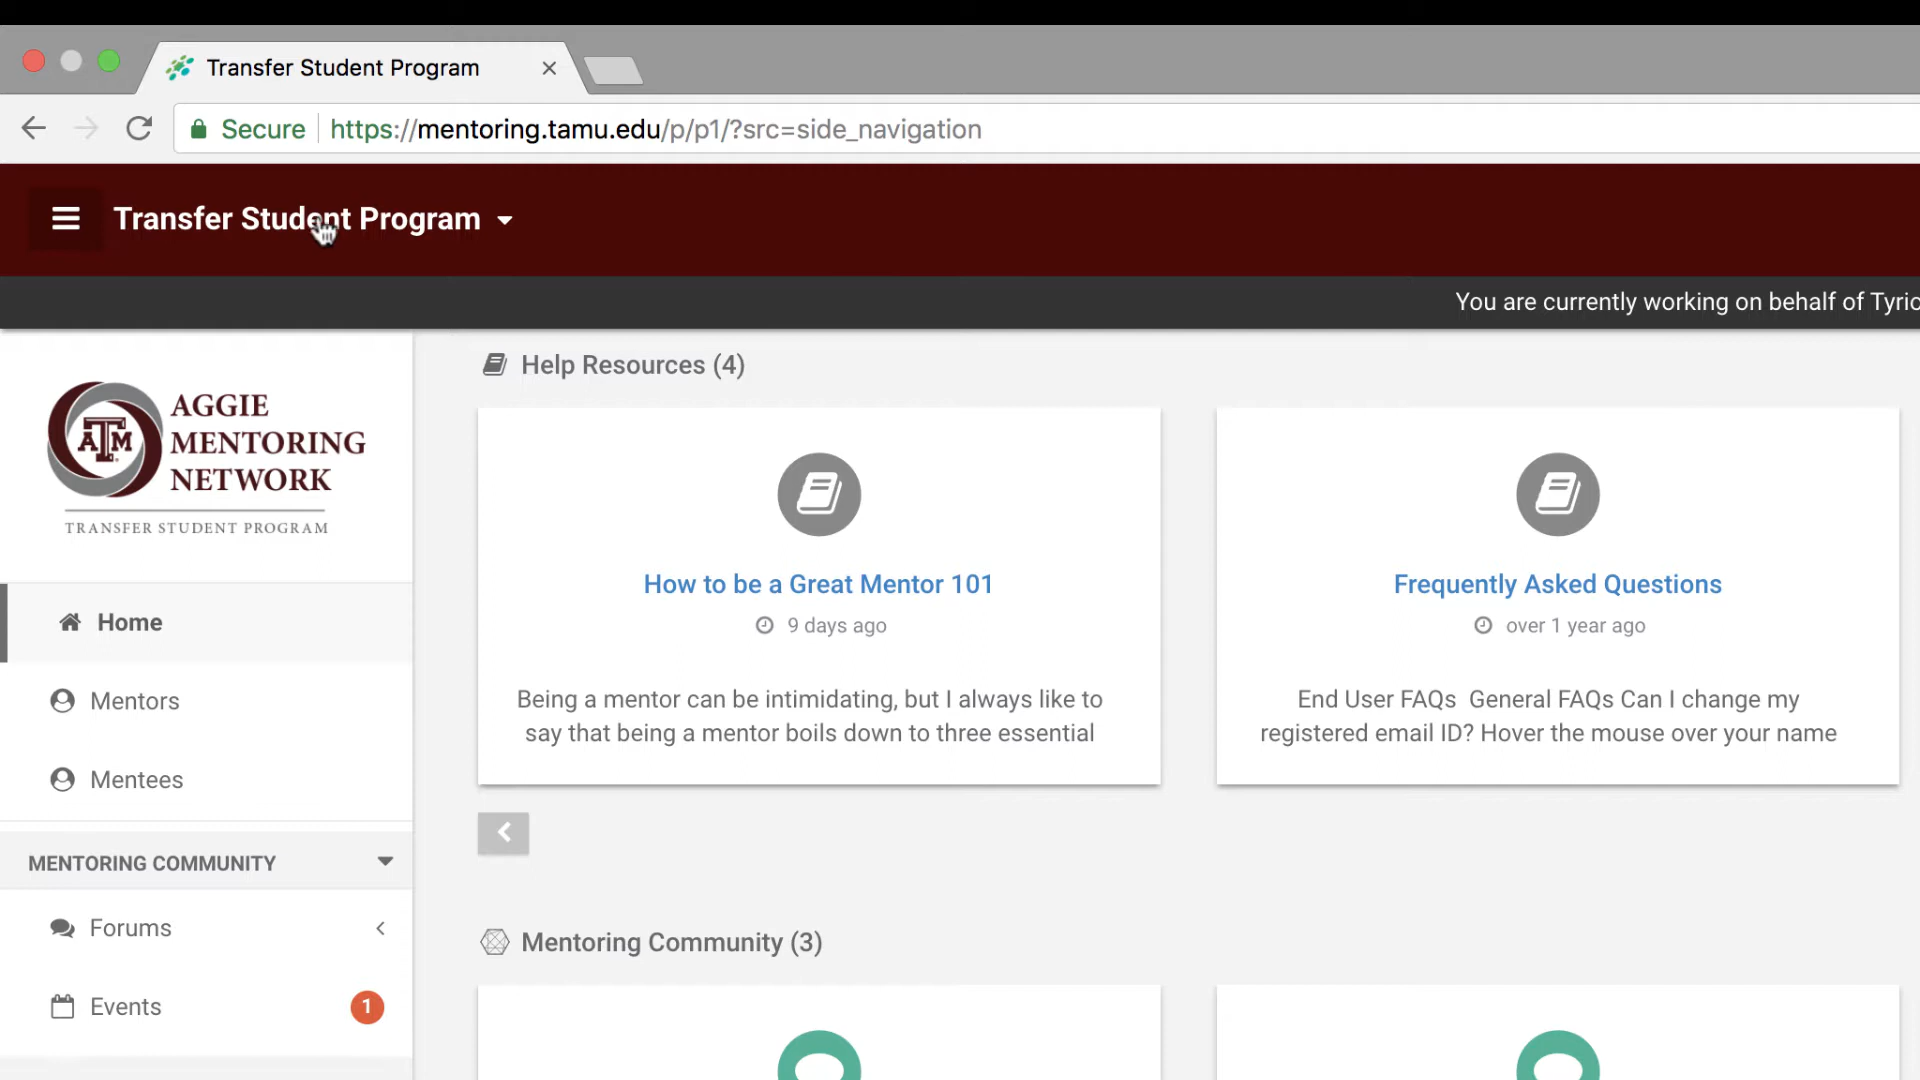 Transfer Student Program
Secure https://mentoring.tamu.edu/p/p1/?src=side_navigation
Transfer Student Program
You are currently working on behalf of
ATM
AGGIE
MENTORING
NETWORK
TRANSFER STUDENT PROGRAM
Home
Mentors
Mentees
MENTORING COMMUNITY
Forums
Events 1
Help Resources (4)
How to be a Great Mentor 101
9 days ago
Being a mentor can be intimidating, but I always like to
say that being a mentor boils down to three essential
Frequently Asked Questions
over 1 year ago
End User FAQs General FAQs Can I change my
registered email ID? Hover the mouse over your name
Mentoring Community (3)